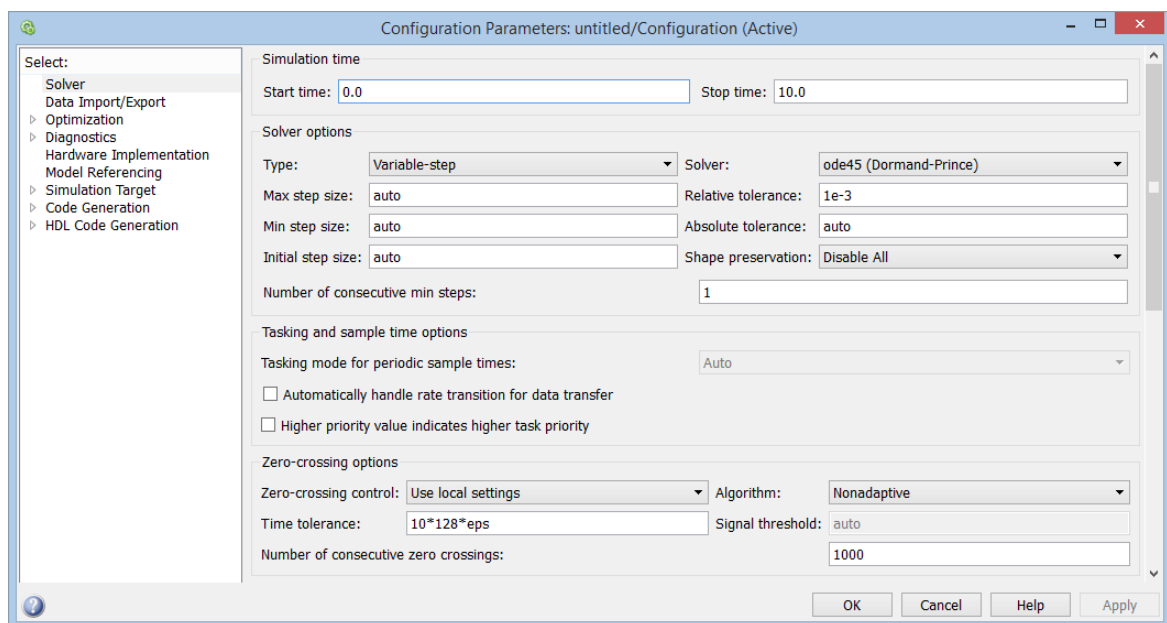 Configuration Parameters: untitled/Configuration (Active)
Select:
Solver
Data Import/Export
Optimization
Diagnostics
Hardware Implementation
Model Referencing
Simulation Target
Code Generation
HDL Code Generation
Simulation time
Start time: 0.0 Stop time: 10.0
Solver options
Type: Variable-step Solver: ode45 (Dormand-Prince)
Max step size: auto Relative tolerance: 1e-3
Min step size: auto Absolute tolerance: auto
Initial step size: auto Shape preservation: Disable All
Number of consecutive min steps: 1
Tasking and sample time options
Tasking mode for periodic sample times: Auto
Automatically handle rate transition for data transfer
Higher priority value indicates higher task priority
Zero-crossing options
Zero-crossing control: Use local settings Algorithm: Nonadaptive
Time tolerance: 10*128*eps Signal threshold: auto
Number of consecutive zero crossings: 1000
OK Cancel Help Apply